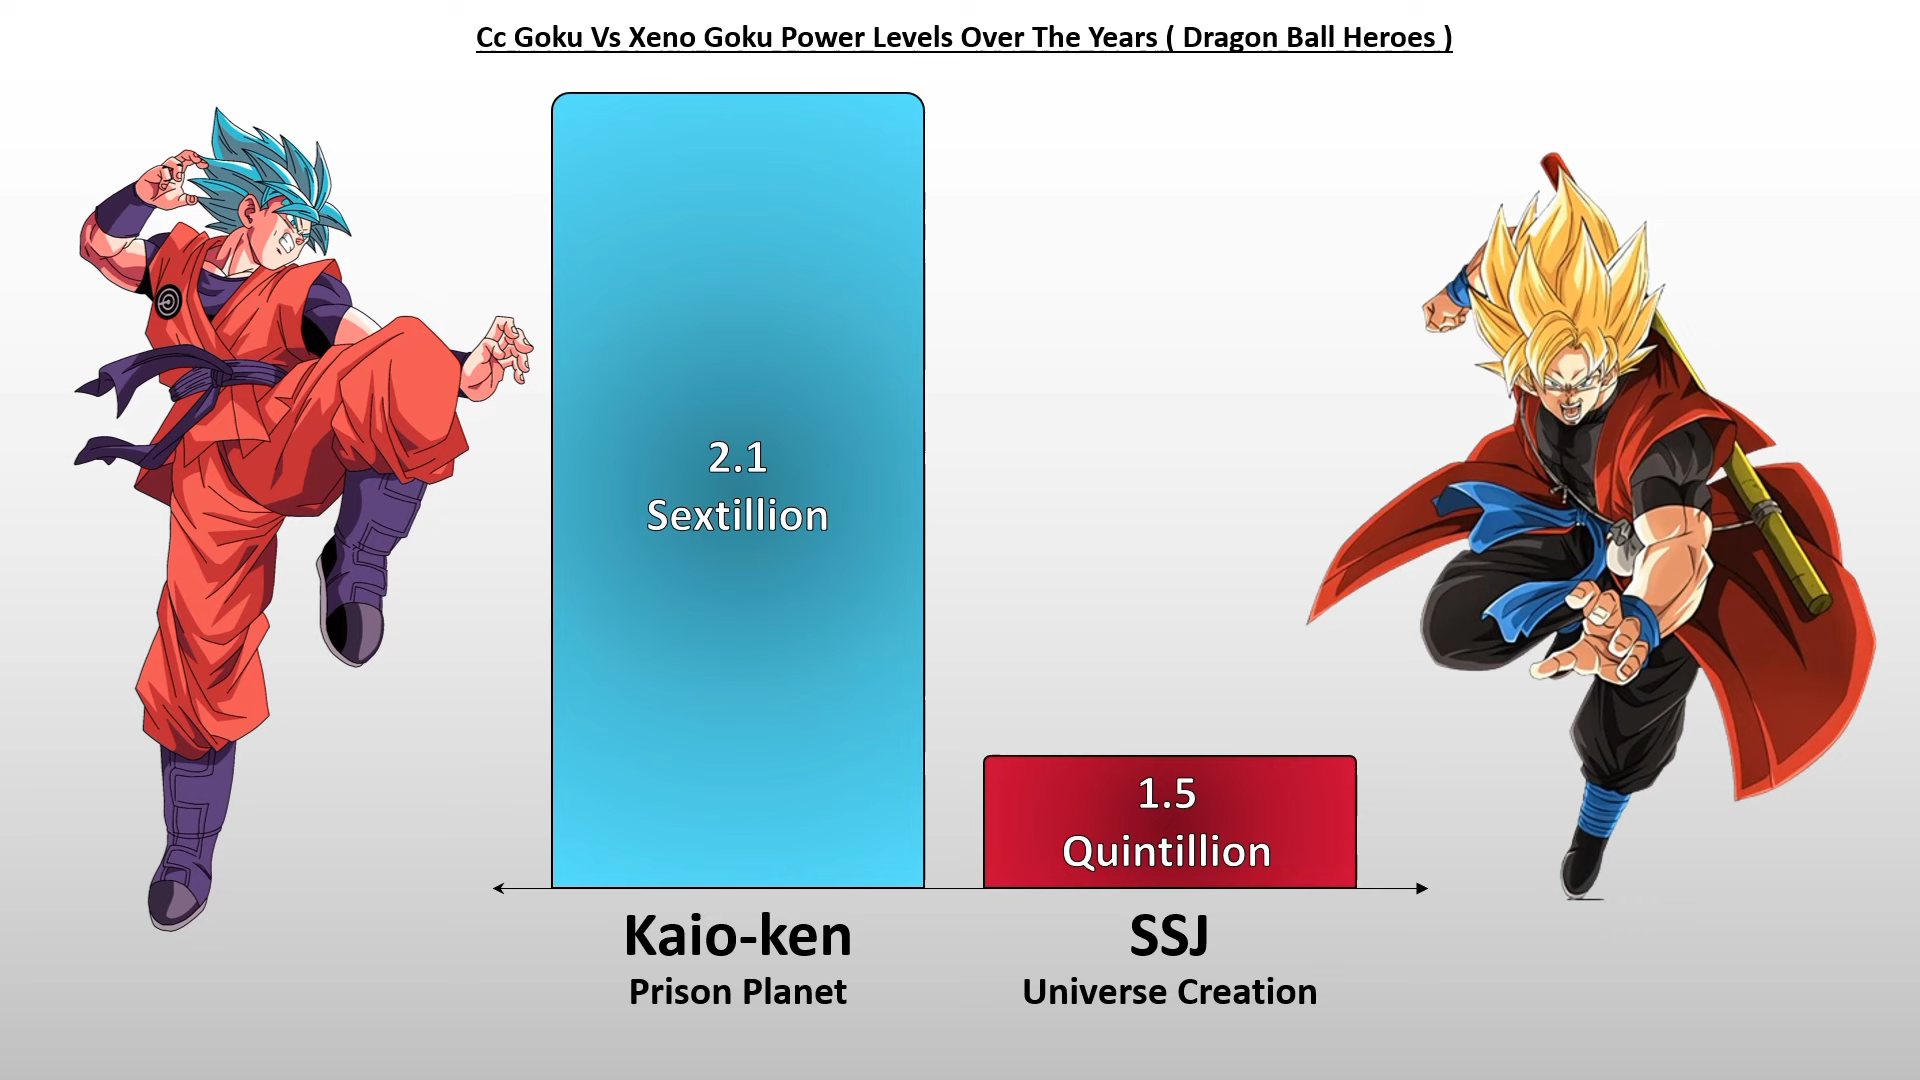 Cc Goku Vs Xeno Goku Power Levels Over The Years ( Dragon Ball Heroes )
2.1
Sextillion
1.5
Quintillion
Kaio-ken
SSJ
Prison Planet
Universe Creation